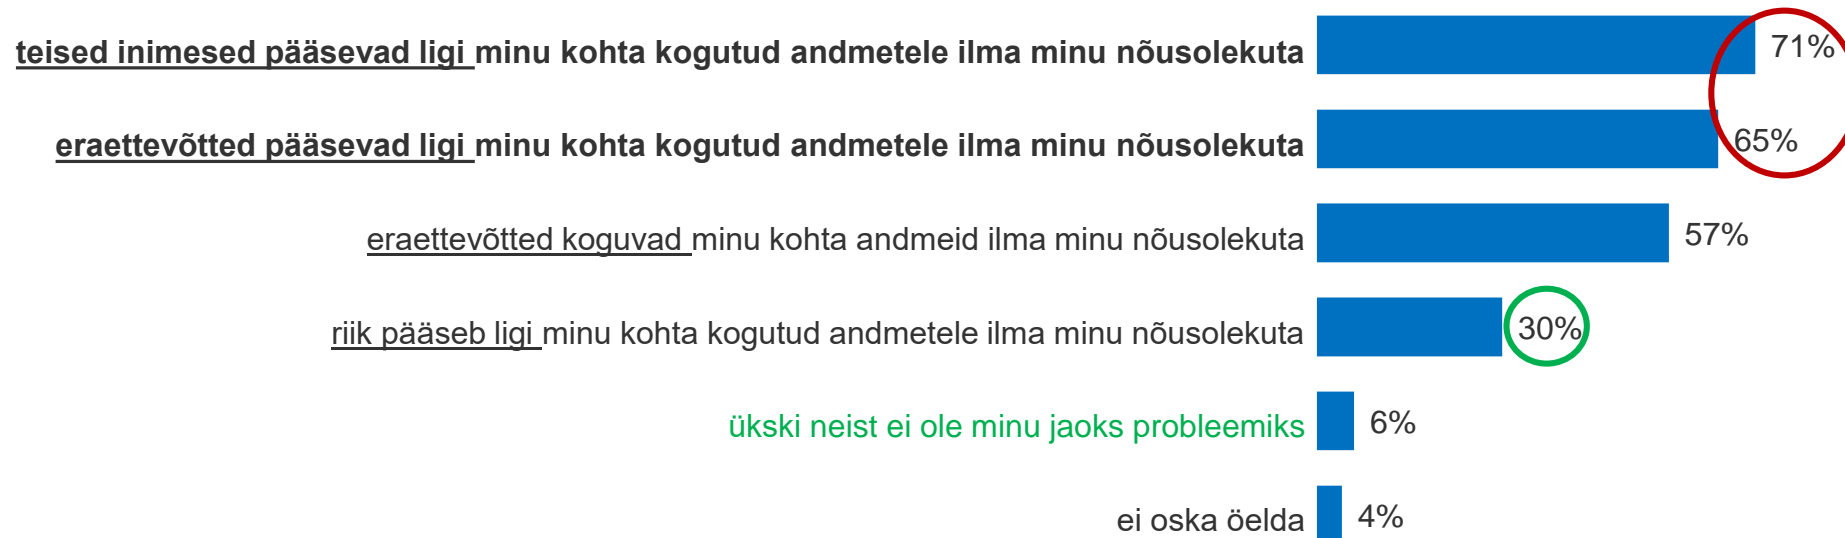 teised inimesed pääsevad ligi minu kohta kogutud andmetele ilma minu nõusolekuta 71%
eraettevõtted pääsevad ligi minu kohta kogutud andmetele ilma minu nõusolekuta 65%
eraettevõtted koguvad minu kohta andmeid ilma minu nõusolekuta 57%
riik pääseb ligi minu kohta kogutud andmetele ilma minu nõusolekuta 30%
ükski neist ei ole minu jaoks probleemiks 6%
ei oska öelda 4%